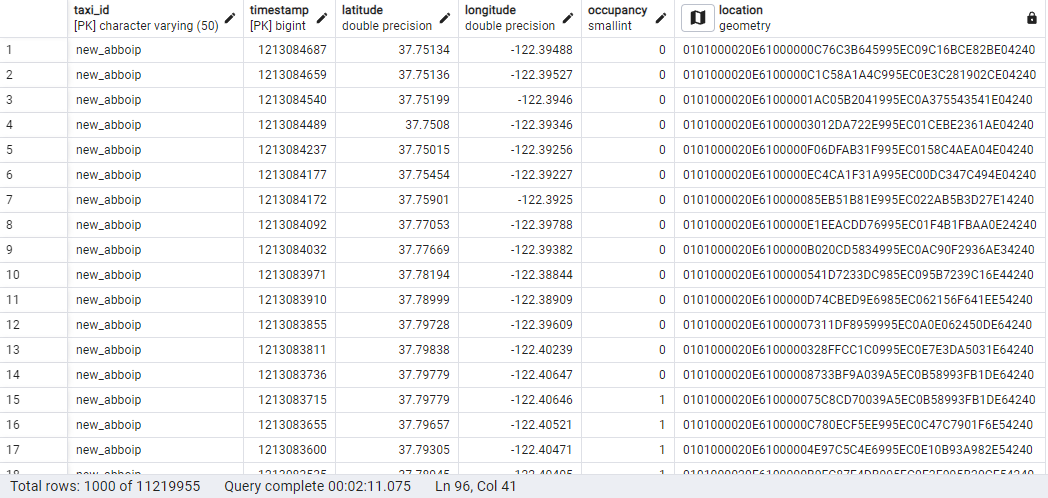 taxi_id timestamp latitude longitude occupancy location
[PK] character varying (50) [PK] bigint double precision double precision smallint geometry
1 new_abboip 1213084687 37.75134 -122.39488 0 0101000020E61000000C76C3B645995EC09C16BCE82BE04240
2 new_abboip 1213084659 37.75136 -122.39527 0 0101000020E6100000C1C58A1A4C995EC0E3C281902CE04240
3 new_abboip 1213084540 37.75199 -122.3946 0 0101000020E61000001AC05B2041995EC0A375543541E04240
4 new_abboip 1213084489 37.7508 -122.39346 0 0101000020E61000003012DA722E995EC01CEBE2361AE04240
5 new_abboip 1213084237 37.75015 -122.39256 0 0101000020E6100000F06DFAB31F995EC0158C4AEA04E04240
6 new_abboip 1213084177 37.75454 -122.39227 0 0101000020E6100000EC4CA1F31A995EC00DC347C494E04240
7 new_abboip 1213084172 37.75901 -122.3925 0 0101000020E610000085EB51B81E995EC022AB5B3D27E14240
8 new_abboip 1213084092 37.77053 -122.39788 0 0101000020E6100000E1EEACDD76995EC01F4B1FBAA0E24240
9 new_abboip 1213084032 37.77669 -122.39382 0 0101000020E6100000B020CD5834995EC0AC90F2936AE34240
10 new_abboip 1213083971 37.78194 -122.38844 0 0101000020E6100000541D7233DC985EC095B7239C16E44240
11 new_abboip 1213083910 37.78999 -122.38909 0 0101000020E6100000D74CBED9E6985EC062156F641EE54240
12 new_abboip 1213083855 37.79728 -122.39609 0 0101000020E61000007311DF8959995EC0A0E062450DE64240
13 new_abboip 1213083811 37.79838 -122.40239 0 0101000020E6100000328FFCC1C0995EC0E7E3DA5031E64240
14 new_abboip 1213083736 37.79779 -122.40647 0 0101000020E61000008733BF9A039A5EC0B58993FB1DE64240
15 new_abboip 1213083715 37.79779 -122.40646 1 0101000020E610000075C8CD70039A5EC0B58993FB1DE64240
16 new_abboip 1213083655 37.79657 -122.40521 1 0101000020E6100000C780ECF5EE995EC0C47C7901F6E54240
17 new_abboip 1213083600 37.79305 -122.40471 1 0101000020E61000004E97C5C4E6995EC0E10B93A982E54240
Total rows: 1000 of 11219955 Query complete 00:02:11.075 Ln 96, Col 41